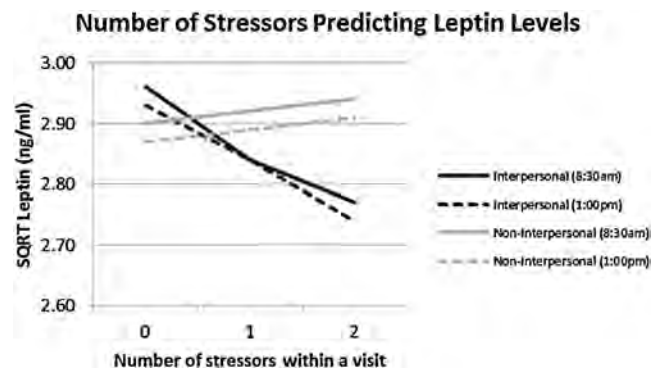 Number of Stressors Predicting Leptin Levels
3.00
2.90
2.80
2.70
2.60
SQRT Leptin (ng/ml)
0 1 2
Number of stressors within a visit
Interpersonal (8:30am)
Interpersonal (1:00pm)
Non-Interpersonal (8:30am)
Non-Interpersonal (1:00pm)